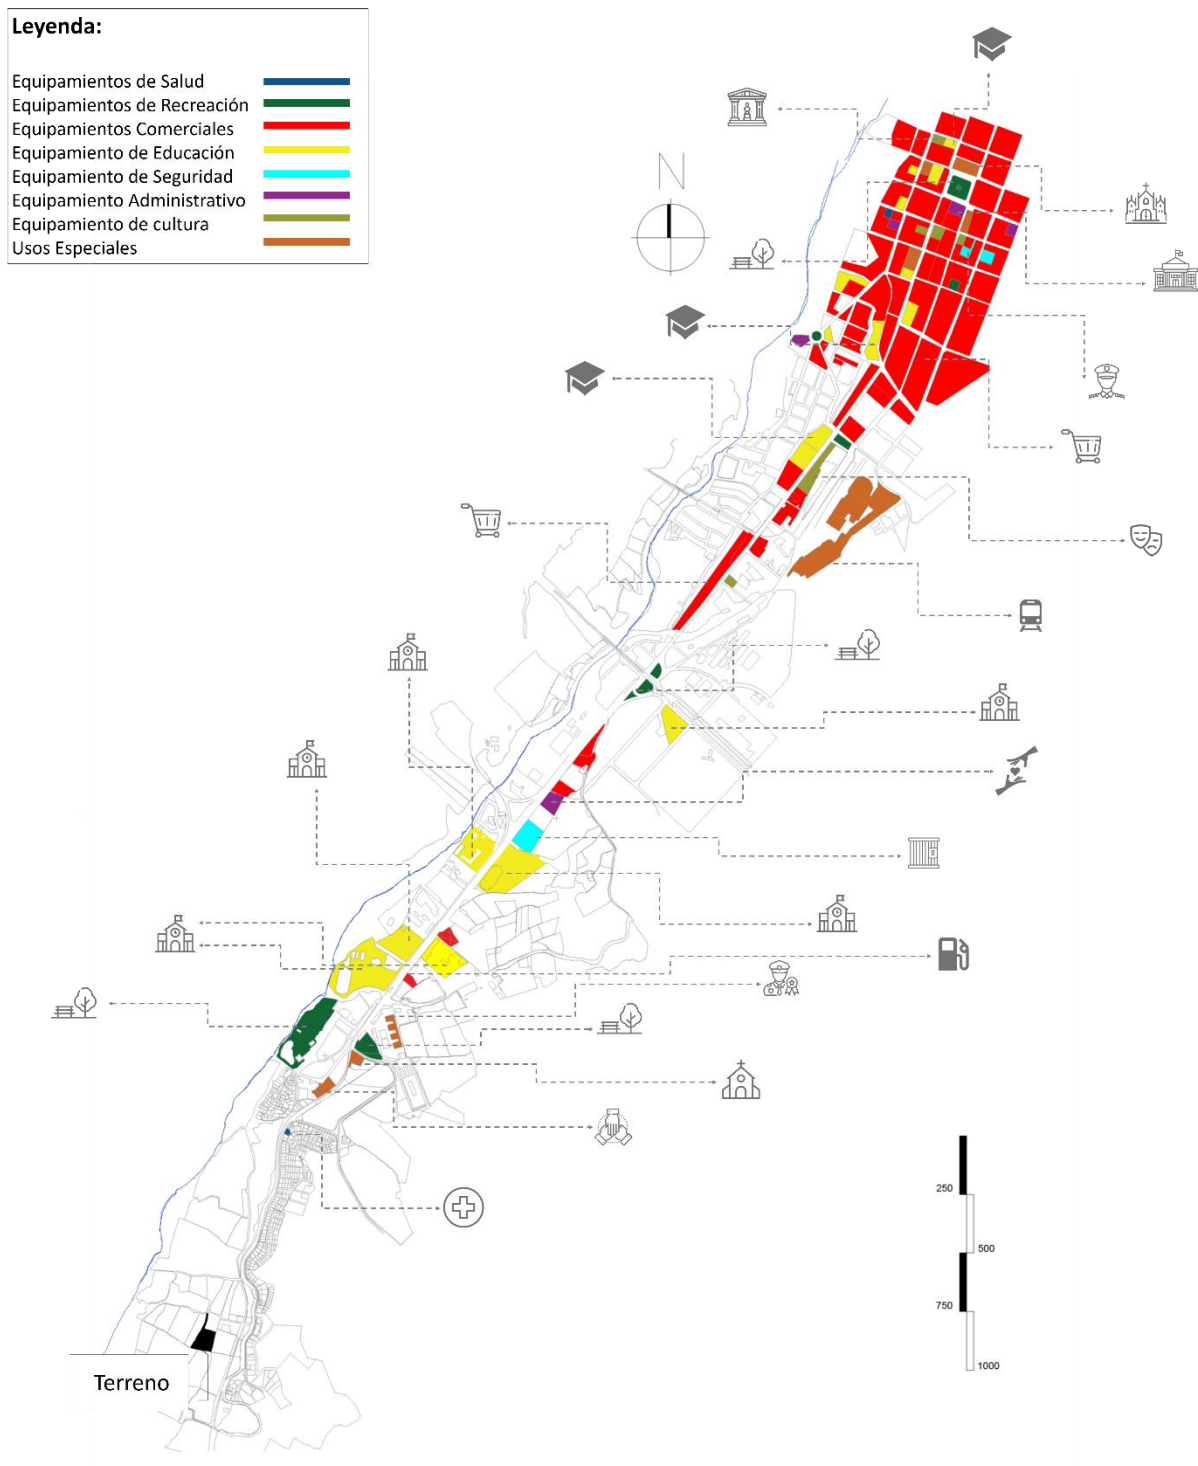 Leyenda:
Equipamientos de Salud
Equipamientos de Recreación
Equipamientos Comerciales
Equipamiento de Educación
Equipamiento de Seguridad
Equipamiento Administrativo
Equipamiento de cultura
Usos Especiales
N
250
500
750
1000
Terreno